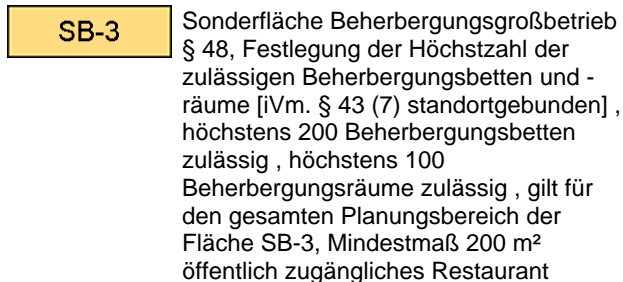 SB-3
Sonderfläche Beherbergungsgroßbetrieb
§ 48, Festlegung der Höchstzahl der
zulässigen Beherbergungsbetten und -
räume [iVm. § 43 (7) standortgebunden] ,
höchstens 200 Beherbergungsbetten
zulässig , höchstens 100
Beherbergungsräume zulässig , gilt für
den gesamten Planungsbereich der
Fläche SB-3, Mindestmaß 200 m²
öffentlich zugängliches Restaurant